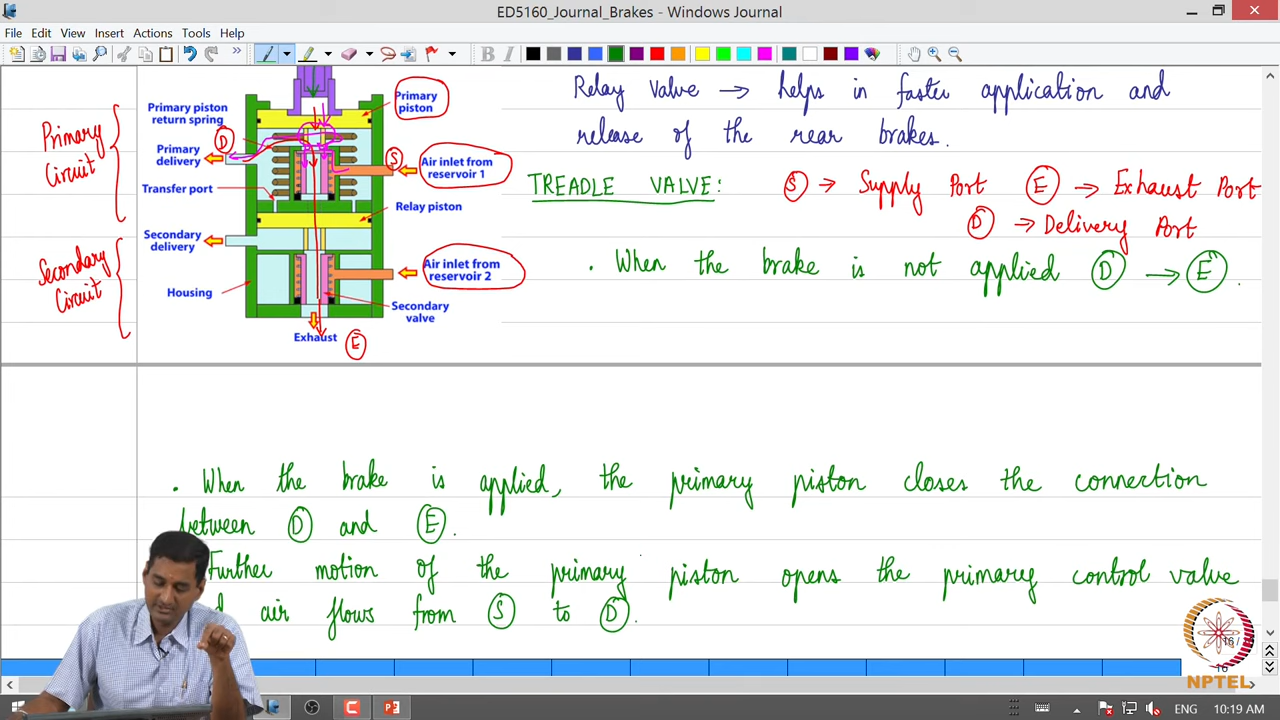 ED5160_Journal_Brakes - Windows Journal
File Edit View Insert Actions Tools Help
Primary Circuit
Secondary Circuit
Primary piston return spring
Primary piston
D
Primary delivery
S
Air inlet from reservoir 1
Transfer port
Relay piston
Secondary delivery
Air inlet from reservoir 2
Housing
Secondary valve
Exhaust E
Relay Valve → helps in faster application and
release of the rear brakes.
TREADLE VALVE: S → Supply Port E → Exhaust Port
D → Delivery Port
. When the brake is not applied D → E .
. When the brake is applied, the primary piston closes the connection
between D and E .
Further motion of the primary piston opens the primary control valve
air flows from S to D .
16
16
NPTEL
ENG 10:19 AM